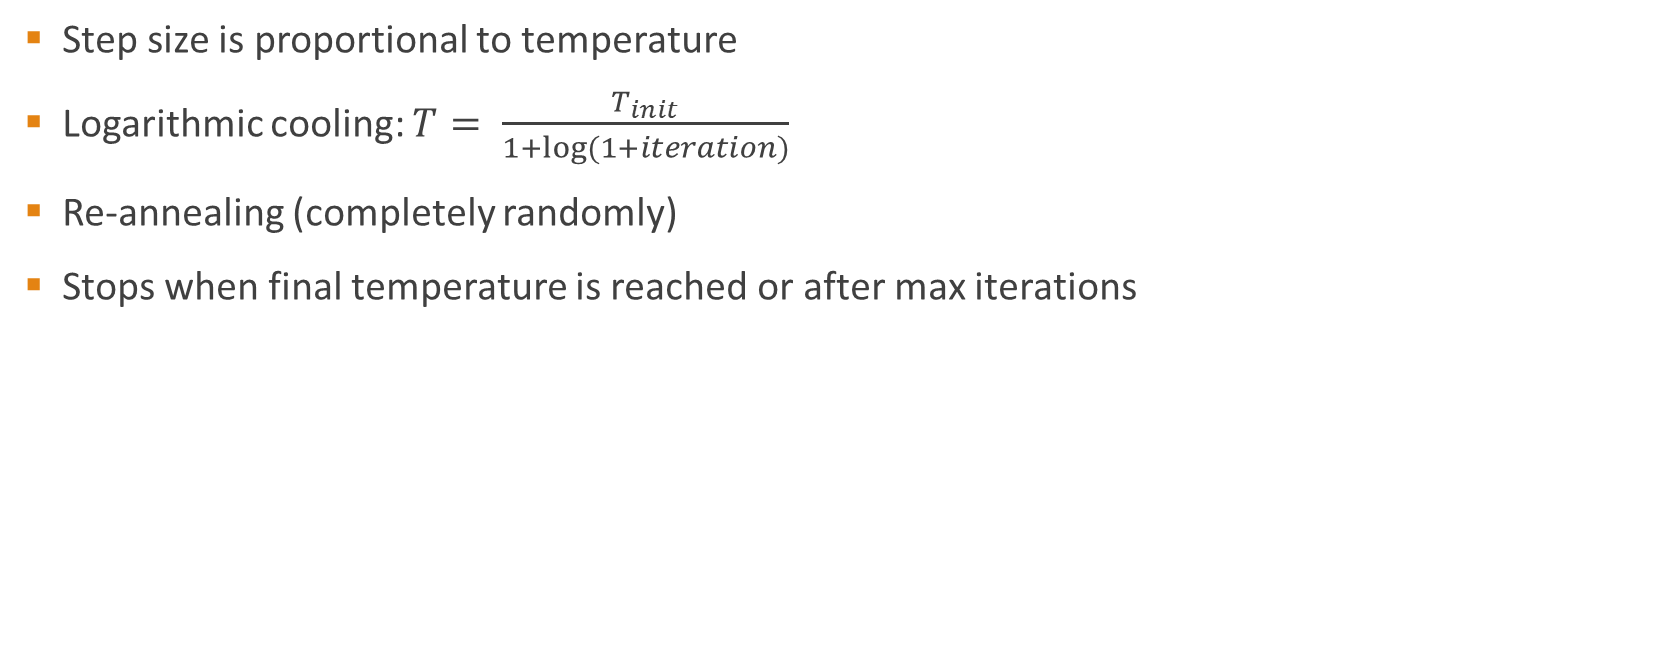 ▪ Step size is proportional to temperature
▪ Logarithmic cooling: T = T_init / (1+log(1+iteration))
▪ Re-annealing (completely randomly)
▪ Stops when final temperature is reached or after max iterations